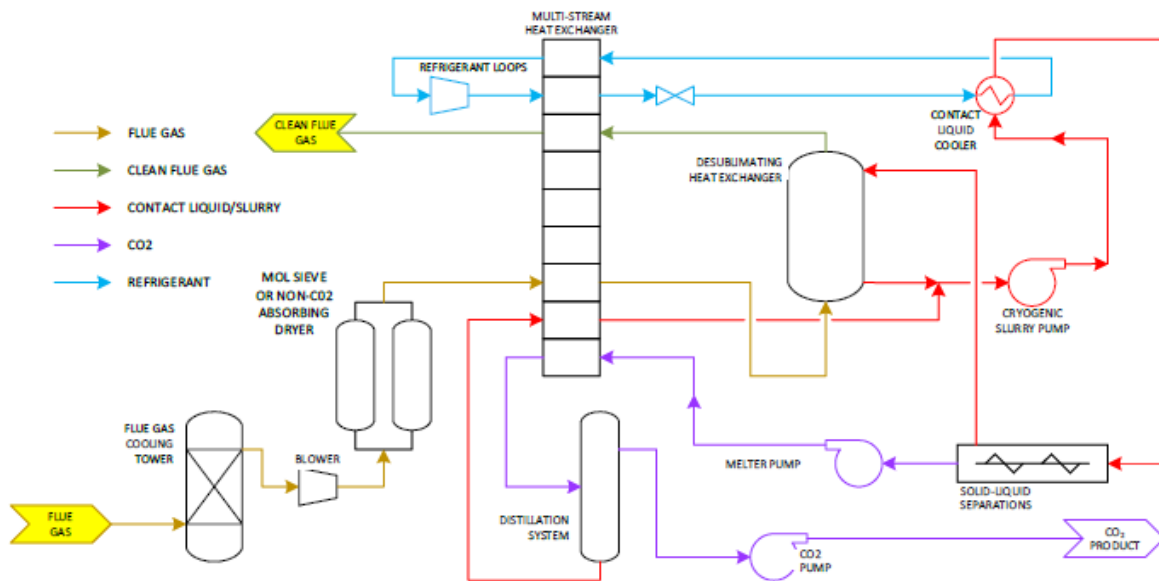 MULTI-STREAM
HEAT EXCHANGER
REFRIGERANT LOOPS
CLEAN FLUE
GAS
CONTACT
LIQUID
COOLER
FLUE GAS
CLEAN FLUE GAS
CONTACT LIQUID/SLURRY
CO2
REFRIGERANT
DESUBLIMATING
HEAT EXCHANGER
MOL SIEVE
OR NON-CO2
ABSORBING
DRYER
CRYOGENIC
SLURRY PUMP
FLUE GAS
COOLING
TOWER
BLOWER
MELTER PUMP
SOLID-LIQUID
SEPARATIONS
FLUE
GAS
DISTILLATION
SYSTEM
CO2
PUMP
CO₂
PRODUCT